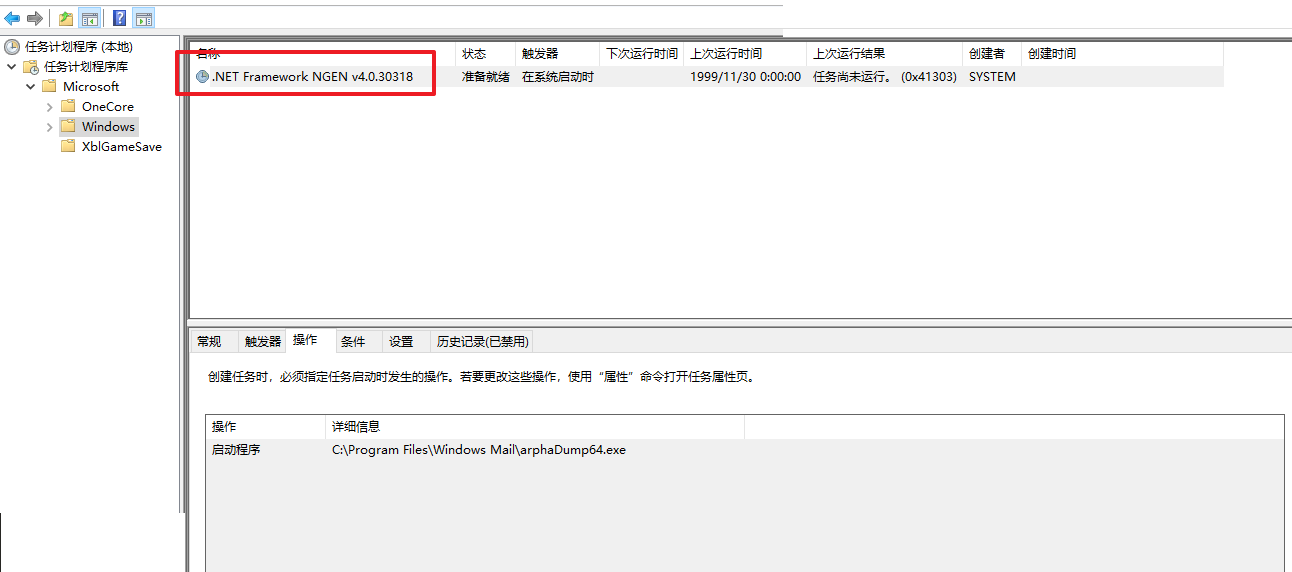 任务计划程序 (本地)
任务计划程序库
Microsoft
OneCore
Windows
XblGameSave
名称 状态 触发器 下次运行时间 上次运行时间 上次运行结果 创建者 创建时间
.NET Framework NGEN v4.0.30318 准备就绪 在系统启动时 1999/11/30 0:00:00 任务尚未运行。 (0x41303) SYSTEM
常规 触发器 操作 条件 设置 历史记录(已禁用)
创建任务时，必须指定任务启动时发生的操作。若要更改这些操作，使用“属性”命令打开任务属性页。
操作 详细信息
启动程序 C:\Program Files\Windows Mail\arphaDump64.exe